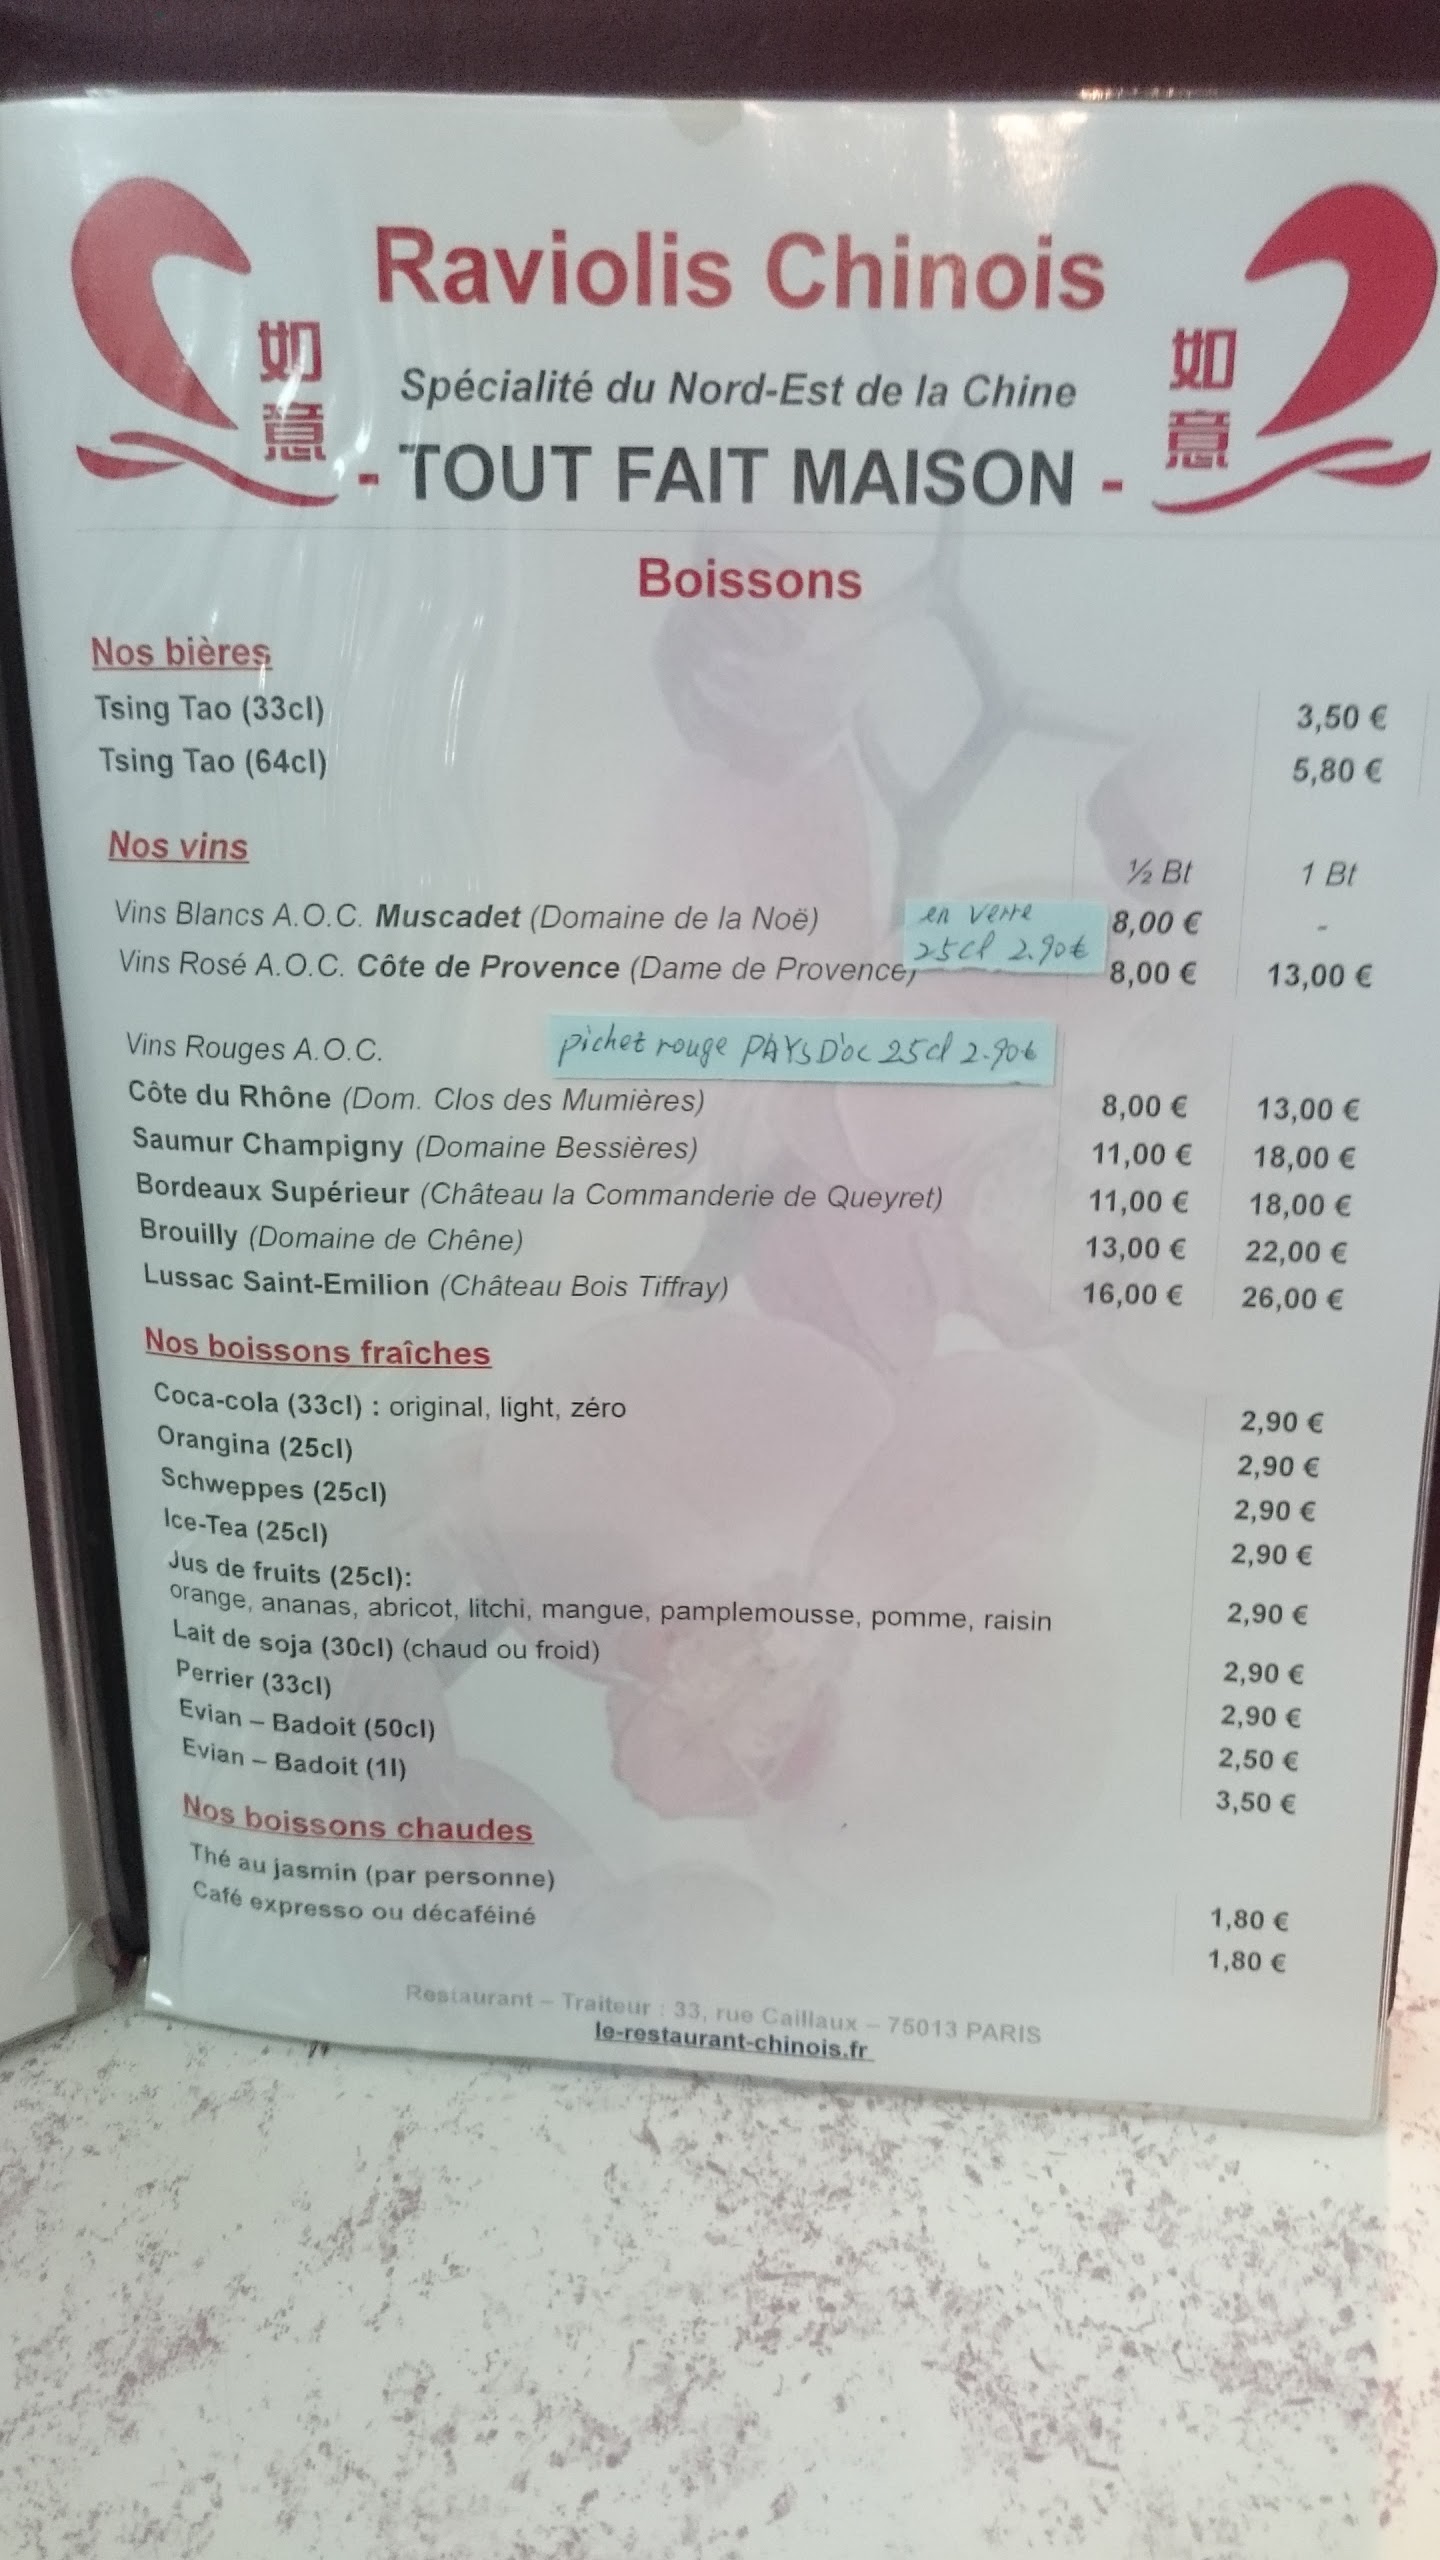 Raviolis Chinois
如意
如意
Spécialité du Nord-Est de la Chine
- TOUT FAIT MAISON -
Boissons
Nos bières
Tsing Tao (33cl) 3,50 €
Tsing Tao (64cl) 5,80 €
Nos vins ½ Bt 1 Bt
Vins Blancs A.O.C. Muscadet (Domaine de la Noë) 8,00 € -
en verre
25cl 2.90€
Vins Rosé A.O.C. Côte de Provence (Dame de Provence) 8,00 € 13,00 €
Vins Rouges A.O.C. pichet rouge PAYS D'OC 25cl 2.90€
Côte du Rhône (Dom. Clos des Mumières) 8,00 € 13,00 €
Saumur Champigny (Domaine Bessières) 11,00 € 18,00 €
Bordeaux Supérieur (Château la Commanderie de Queyret) 11,00 € 18,00 €
Brouilly (Domaine de Chêne) 13,00 € 22,00 €
Lussac Saint-Emilion (Château Bois Tiffray) 16,00 € 26,00 €
Nos boissons fraîches
Coca-cola (33cl) : original, light, zéro 2,90 €
Orangina (25cl) 2,90 €
Schweppes (25cl) 2,90 €
Ice-Tea (25cl) 2,90 €
Jus de fruits (25cl):
orange, ananas, abricot, litchi, mangue, pamplemousse, pomme, raisin 2,90 €
Lait de soja (30cl) (chaud ou froid) 2,90 €
Perrier (33cl) 2,90 €
Evian – Badoit (50cl) 2,50 €
Evian – Badoit (1l) 3,50 €
Nos boissons chaudes
Thé au jasmin (par personne) 1,80 €
Café expresso ou décaféiné 1,80 €
Restaurant – Traiteur : 33, rue Caillaux – 75013 PARIS
le-restaurant-chinois.fr